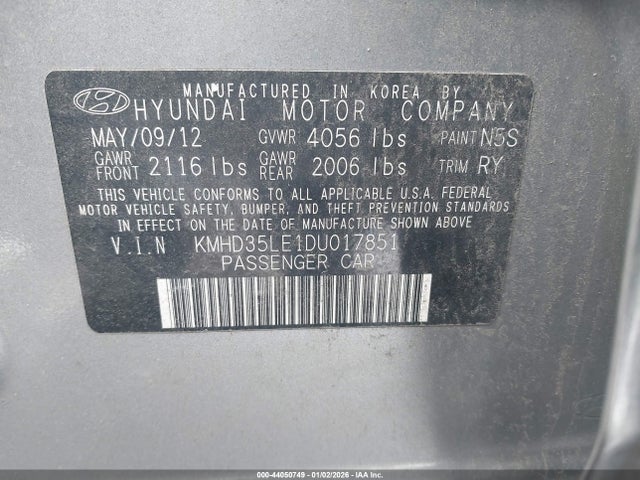 MANUFACTURED IN KOREA BY
HYUNDAI MOTOR COMPANY
MAY/09/12 GVWR 4056 lbs PAINT N5S
GAWR FRONT 2116 lbs GAWR REAR 2006 lbs TRIM RY
THIS VEHICLE CONFORMS TO ALL APPLICABLE U.S.A. FEDERAL
MOTOR VEHICLE SAFETY, BUMPER, AND THEFT PREVENTION STANDARDS
IN EFFECT ON THE DATE OF MANUFACTURE SHOWN ABOVE
V.I.N KMHD35LE1DU017851
PASSENGER CAR
000-44050749 - 01/02/2026 - IAA Inc.